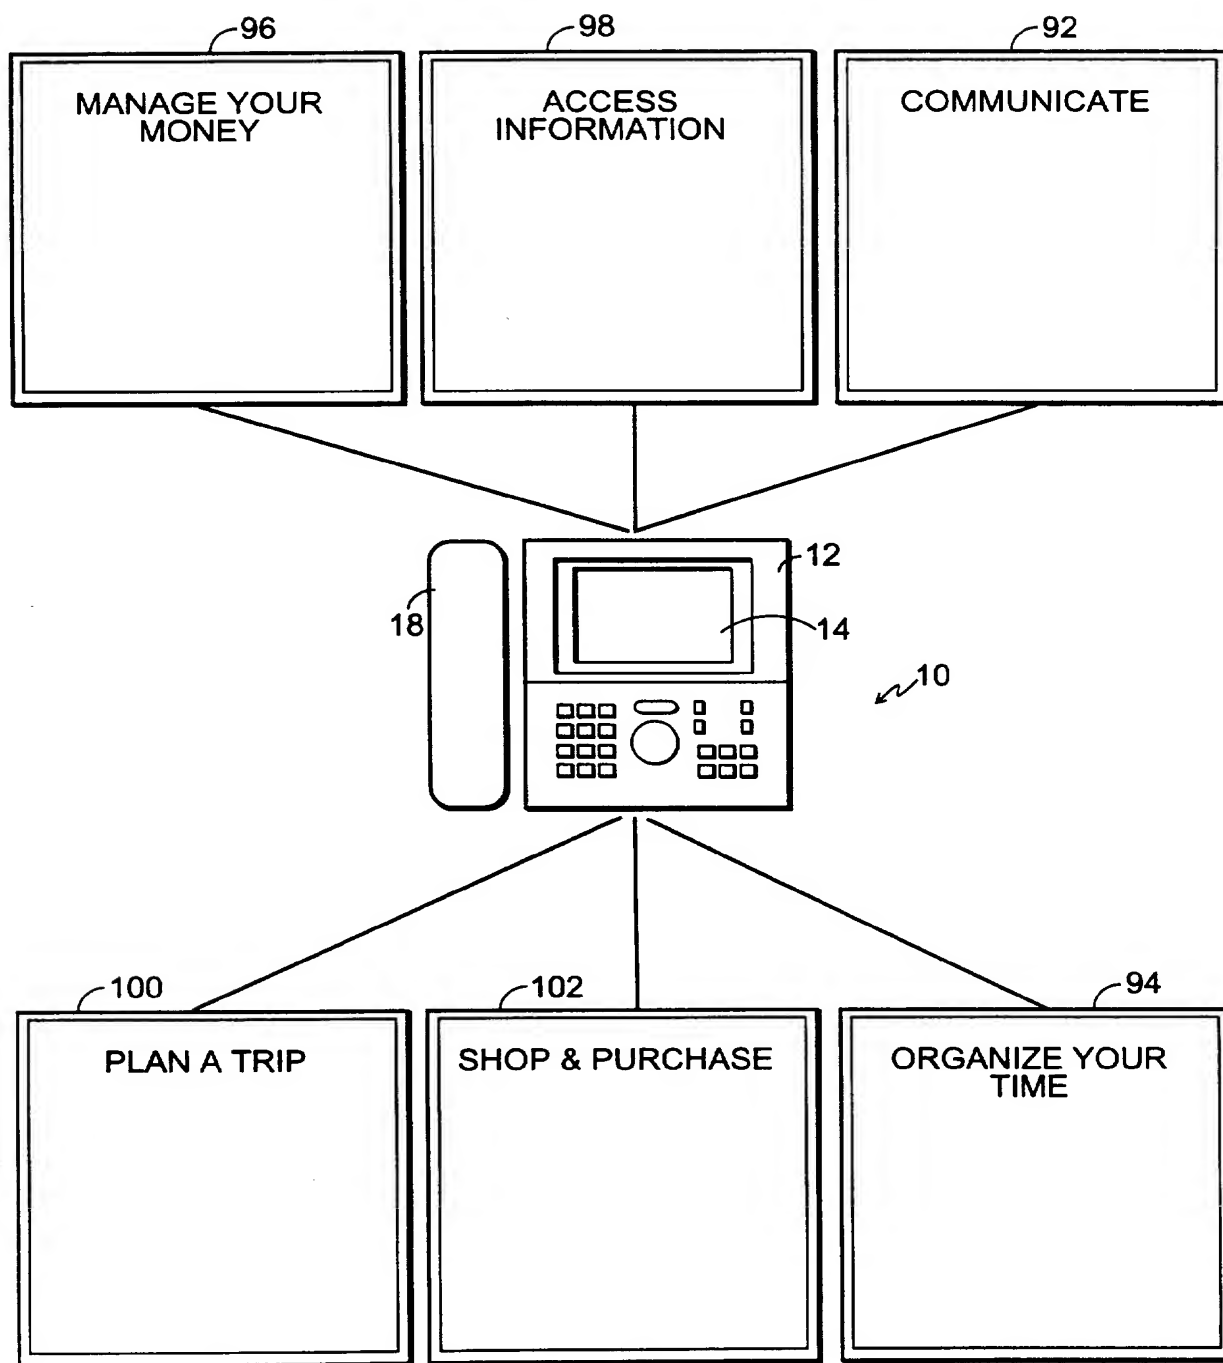 96
98
92
MANAGE YOUR
MONEY
ACCESS
INFORMATION
COMMUNICATE
12
18
14
10
100
102
94
PLAN A TRIP
SHOP & PURCHASE
ORGANIZE YOUR
TIME